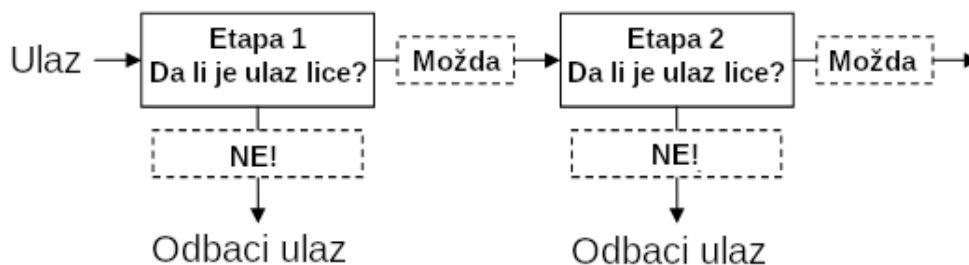 Ulaz
Etapa 1
Da li je ulaz lice?
Možda
Etapa 2
Da li je ulaz lice?
Možda
NE!
NE!
Odbaci ulaz
Odbaci ulaz